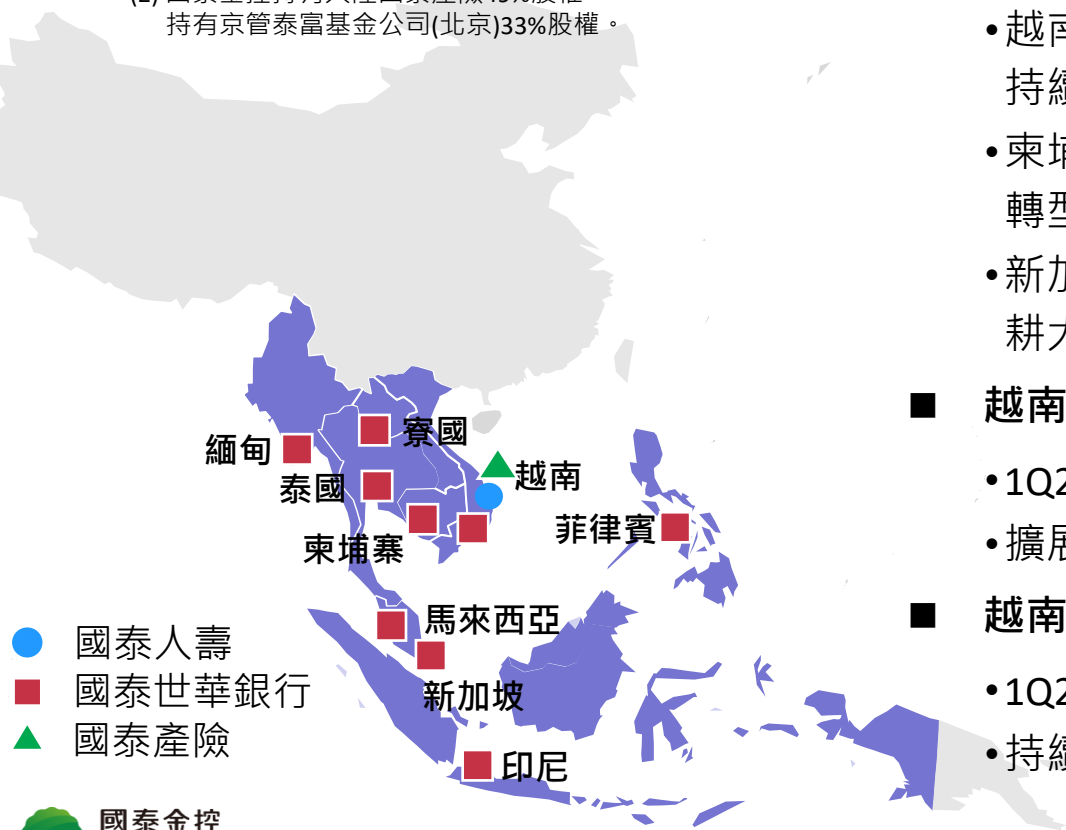 持有京管泰富基金公司(北京)33%股權。
緬甸
寮國
泰國
越南
柬埔寨
菲律賓
馬來西亞
新加坡
印尼
國泰人壽
國泰世華銀行
國泰產險
國泰金控
•越南
持續
•柬埔
轉型
•新加
耕大
■ 越南
•1Q2
•擴展
■ 越南
•1Q2
•持續